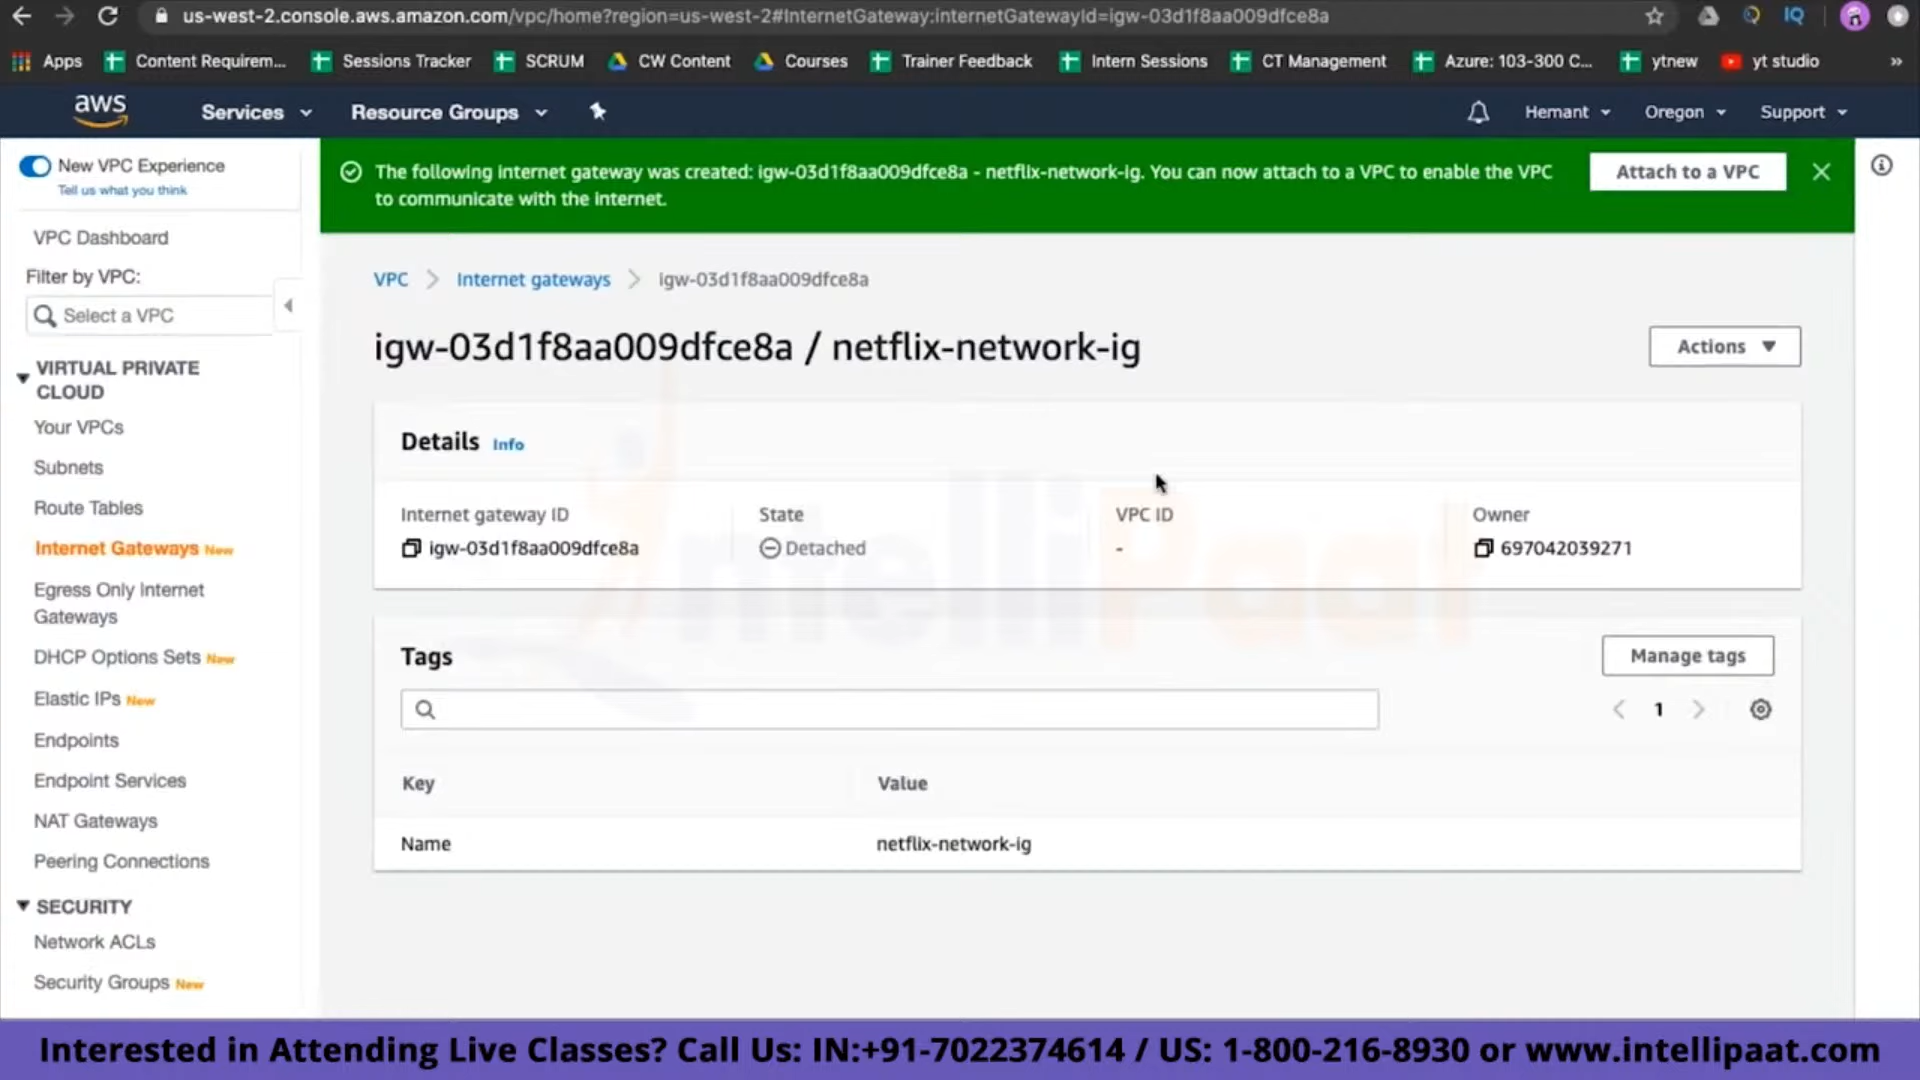 us-west-2.console.aws.amazon.com/vpc/home?region=us-west-2#InternetGateway:internetGatewayId=igw-03d1f8aa009dfce8a
IQ
Apps
Content Requirem...
Sessions Tracker
SCRUM
CW Content
Courses
Trainer Feedback
Intern Sessions
CT Management
Azure: 103-300 C...
ytnew
yt studio
»
aws
Services
Resource Groups
Hemant
Oregon
Support
New VPC Experience
Tell us what you think
VPC Dashboard
Filter by VPC:
Select a VPC
VIRTUAL PRIVATE
CLOUD
Your VPCs
Subnets
Route Tables
Internet Gateways New
Egress Only Internet
Gateways
DHCP Options Sets New
Elastic IPs New
Endpoints
Endpoint Services
NAT Gateways
Peering Connections
SECURITY
Network ACLs
Security Groups New
The following internet gateway was created: igw-03d1f8aa009dfce8a - netflix-network-ig. You can now attach to a VPC to enable the VPC
to communicate with the internet.
Attach to a VPC
VPC > Internet gateways > igw-03d1f8aa009dfce8a
igw-03d1f8aa009dfce8a / netflix-network-ig
Actions
Details Info
Internet gateway ID
igw-03d1f8aa009dfce8a
State
Detached
VPC ID
-
Owner
697042039271
IntelliPaat
Tags
Manage tags
1
Key
Value
Name
netflix-network-ig
Interested in Attending Live Classes? Call Us: IN:+91-7022374614 / US: 1-800-216-8930 or www.intellipaat.com